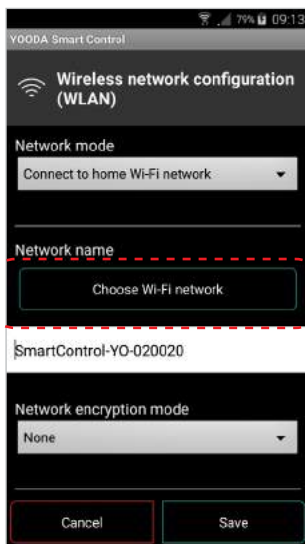 79% 09:13
YOODA Smart Control
Wireless network configuration
(WLAN)
Network mode
Connect to home Wi-Fi network
Network name
Choose Wi-Fi network
SmartControl-YO-020020
Network encryption mode
None
Cancel Save